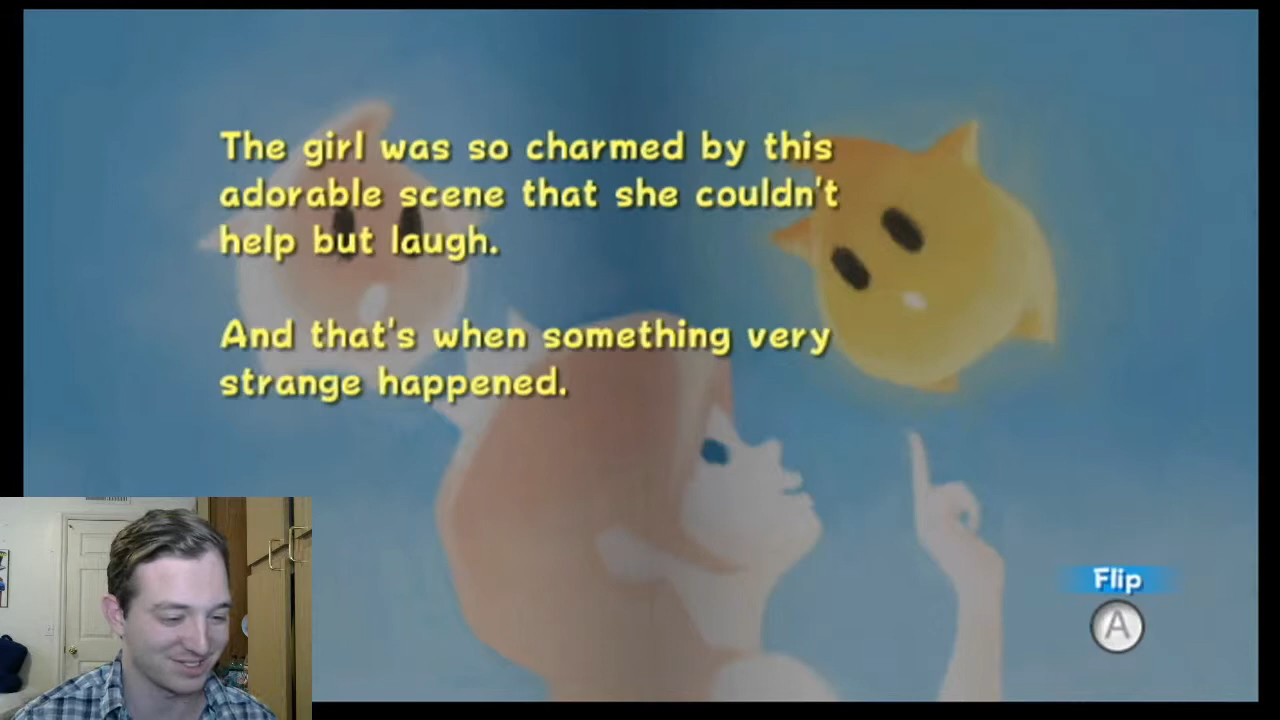 The girl was so charmed by this
adorable scene that she couldn't
help but laugh.
And that's when something very
strange happened.
Flip
A